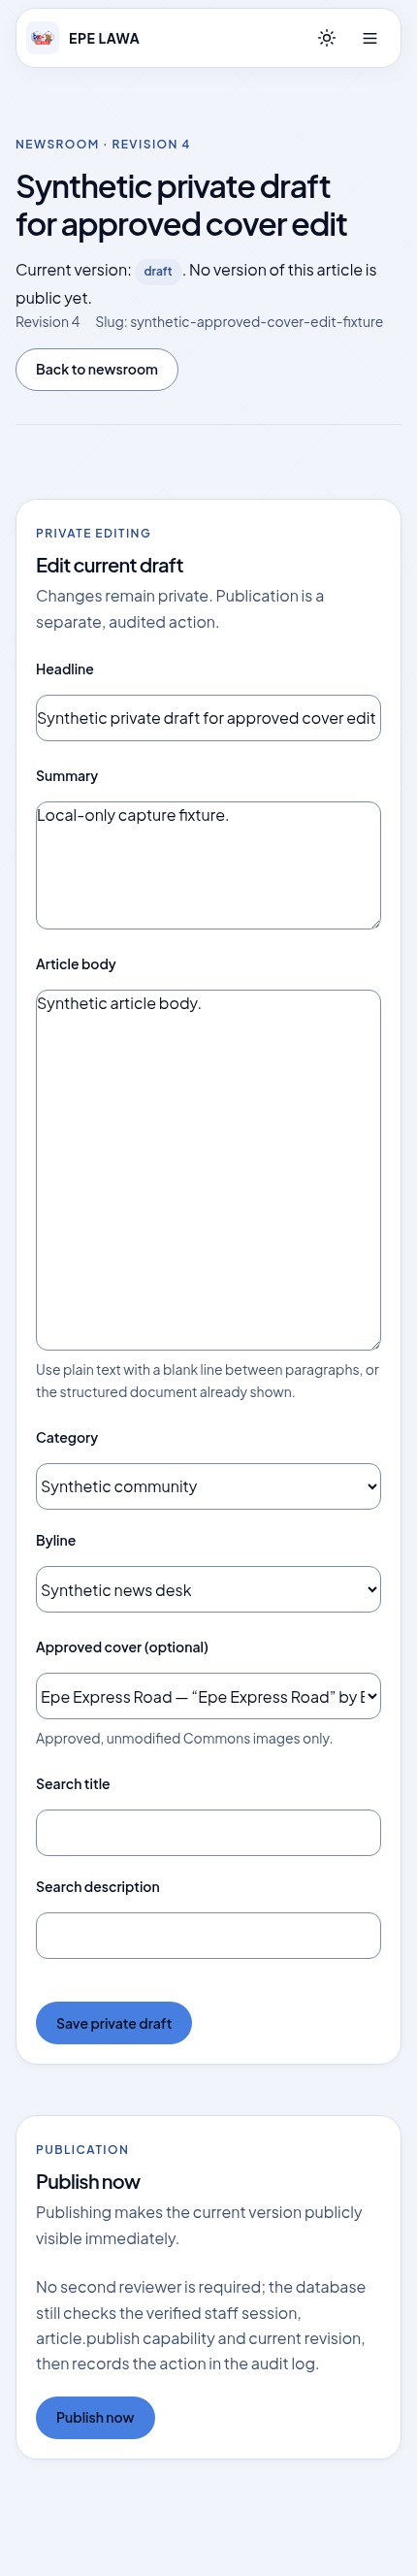 EPE LAWA
NEWSROOM · REVISION 4
Synthetic private draft
for approved cover edit
Current version: draft. No version of this article is
public yet.
Revision 4 Slug: synthetic-approved-cover-edit-fixture
Back to newsroom
PRIVATE EDITING
Edit current draft
Changes remain private. Publication is a
separate, audited action.
Headline
Synthetic private draft for approved cover edit
Summary
Local-only capture fixture.
Article body
Synthetic article body.
Use plain text with a blank line between paragraphs, or
the structured document already shown.
Category
Synthetic community
Byline
Synthetic news desk
Approved cover (optional)
Epe Express Road — “Epe Express Road” by
Approved, unmodified Commons images only.
Search title
Search description
Save private draft
PUBLICATION
Publish now
Publishing makes the current version publicly
visible immediately.
No second reviewer is required; the database
still checks the verified staff session,
article.publish capability and current revision,
then records the action in the audit log.
Publish now